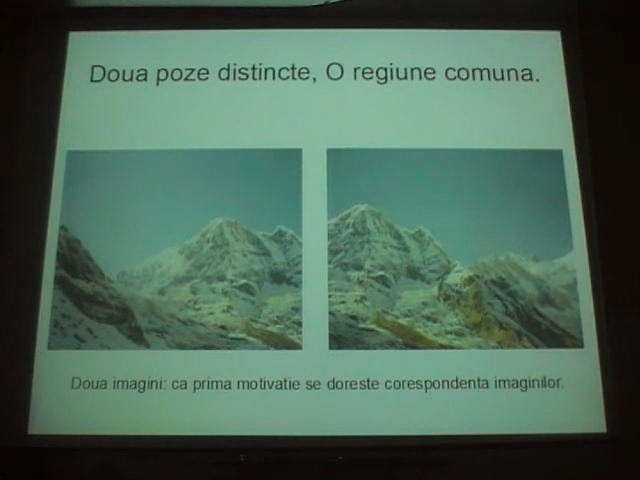 Doua poze distincte, O regiune comuna.
Doua imagini: ca prima motivatie se doreste corespondenta imaginilor.